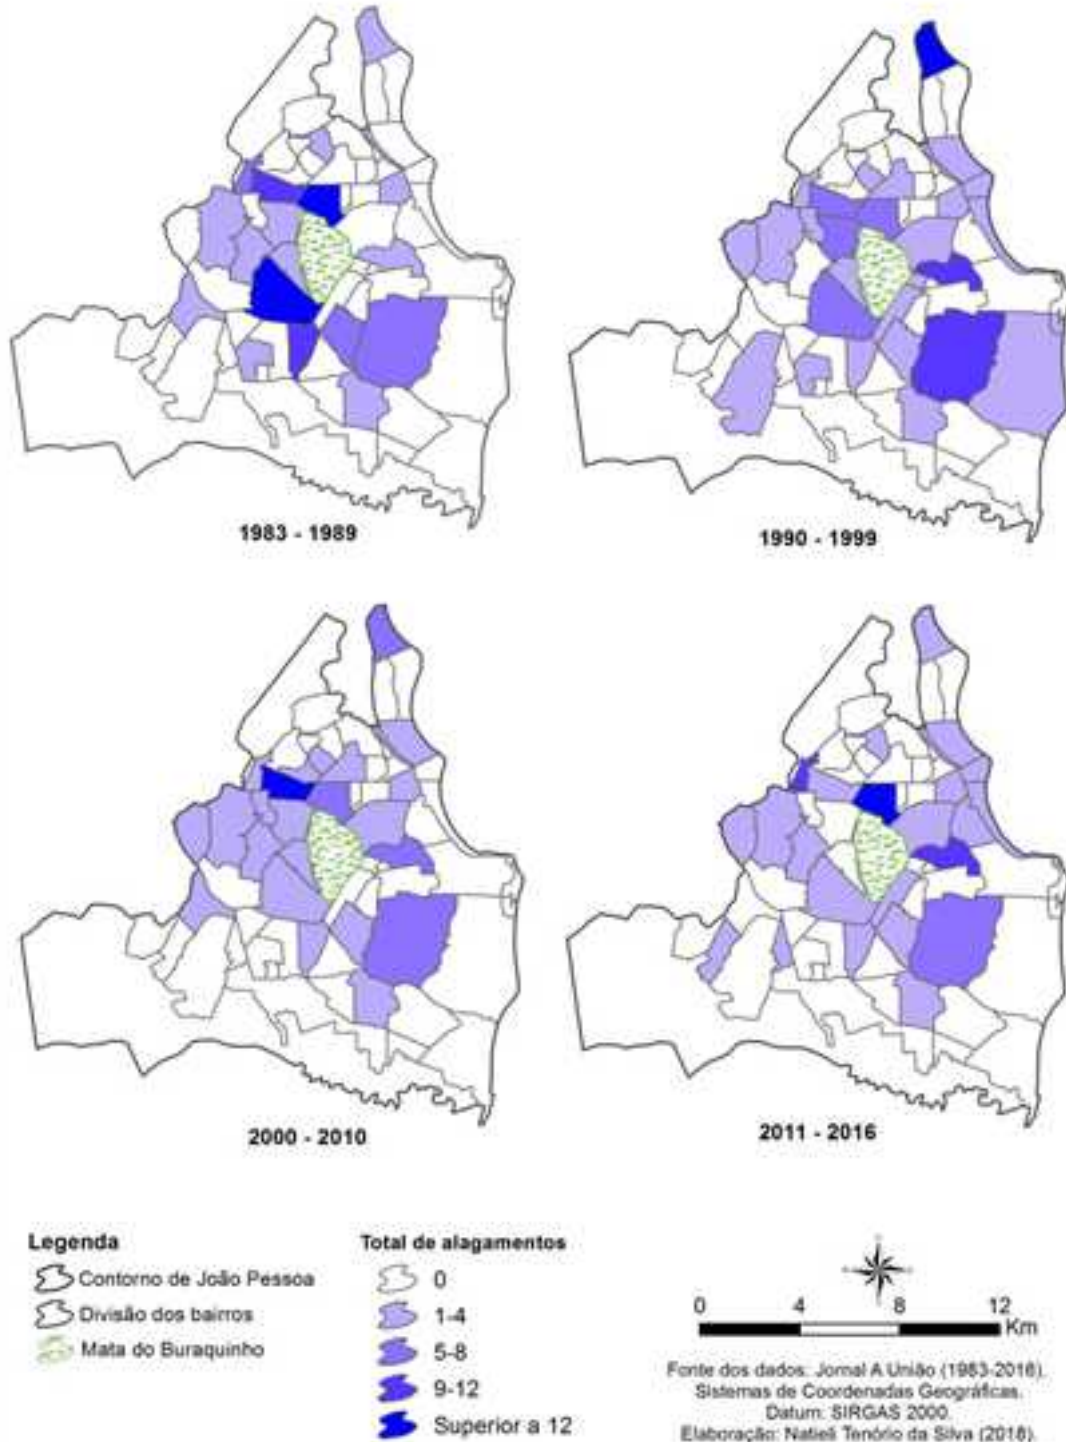 1983 - 1989
1990 - 1999
2000 - 2010
2011 - 2016
Legenda
Contorno de João Pessoa
Divisão dos bairros
Mata do Buraquinho
Total de alagamentos
0
1-4
5-8
9-12
Superior a 12
0 4 8 12
Km
Fonte dos dados: Jornal A União (1983-2016).
Sistemas de Coordenadas Geográficas.
Datum: SIRGAS 2000.
Elaboração: Natieli Tenório da Silva (2018).